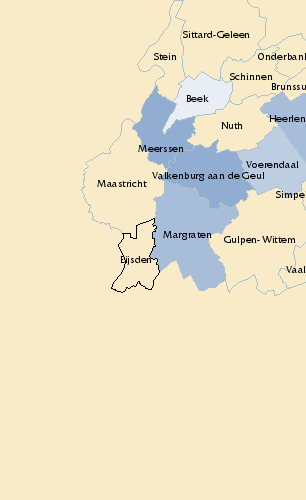 Sittard-Geleen
Stein
Onderbank
Schinnen
Brunssu
Beek
Heerlen
Nuth
Meerssen
Voerendaal
Valkenburg aan de Geul
Maastricht
Simpe
Margraten
Gulpen- Wittem
Eijsden
Vaal